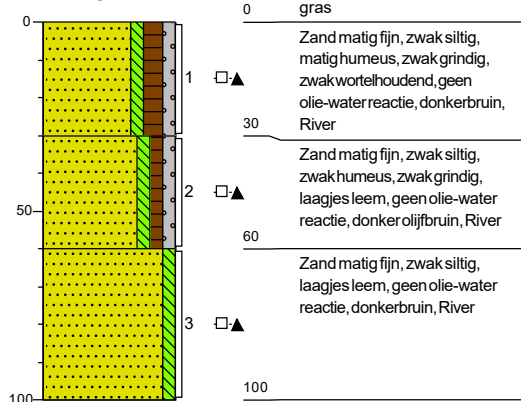 0
0
gras
Zand matig fijn, zwak siltig,
matig humeus, zwak grindig,
zwak wortelhoudend, geen
olie-water reactie, donkerbruin,
River
1
30
Zand matig fijn, zwak siltig,
zwak humeus, zwak grindig,
laagjes leem, geen olie-water
reactie, donker olijfbruin, River
2
50
60
Zand matig fijn, zwak siltig,
laagjes leem, geen olie-water
reactie, donkerbruin, River
3
100
100